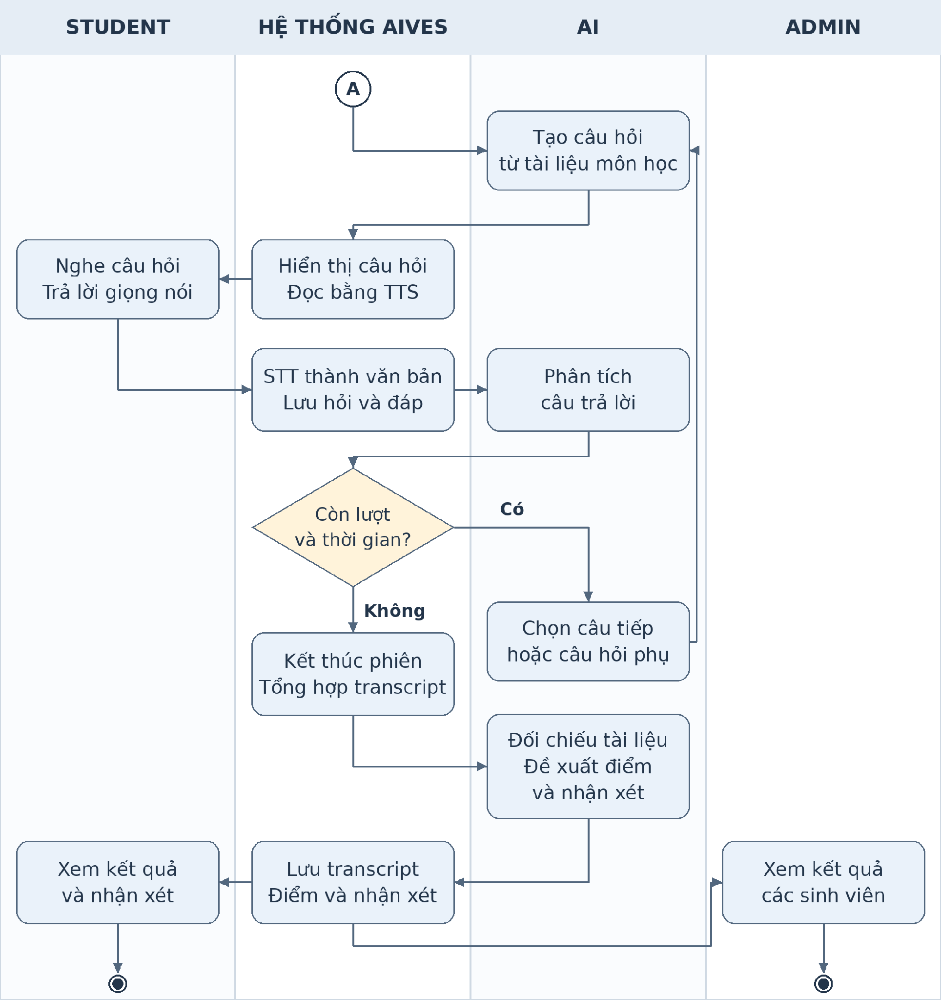 STUDENT
HỆ THỐNG AIVES
AI
ADMIN
A
Tạo câu hỏi
từ tài liệu môn học
Nghe câu hỏi
Trả lời giọng nói
Hiển thị câu hỏi
Đọc bằng TTS
STT thành văn bản
Lưu hỏi và đáp
Phân tích
câu trả lời
Còn lượt
và thời gian?
Có
Không
Chọn câu tiếp
hoặc câu hỏi phụ
Kết thúc phiên
Tổng hợp transcript
Đối chiếu tài liệu
Đề xuất điểm
và nhận xét
Xem kết quả
và nhận xét
Lưu transcript
Điểm và nhận xét
Xem kết quả
các sinh viên